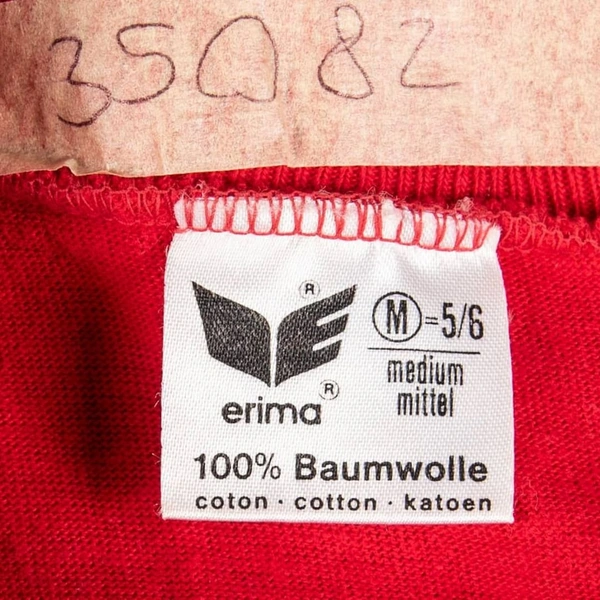 35082
® M=5/6
erima®
medium
mittel
100% Baumwolle
coton · cotton · katoen